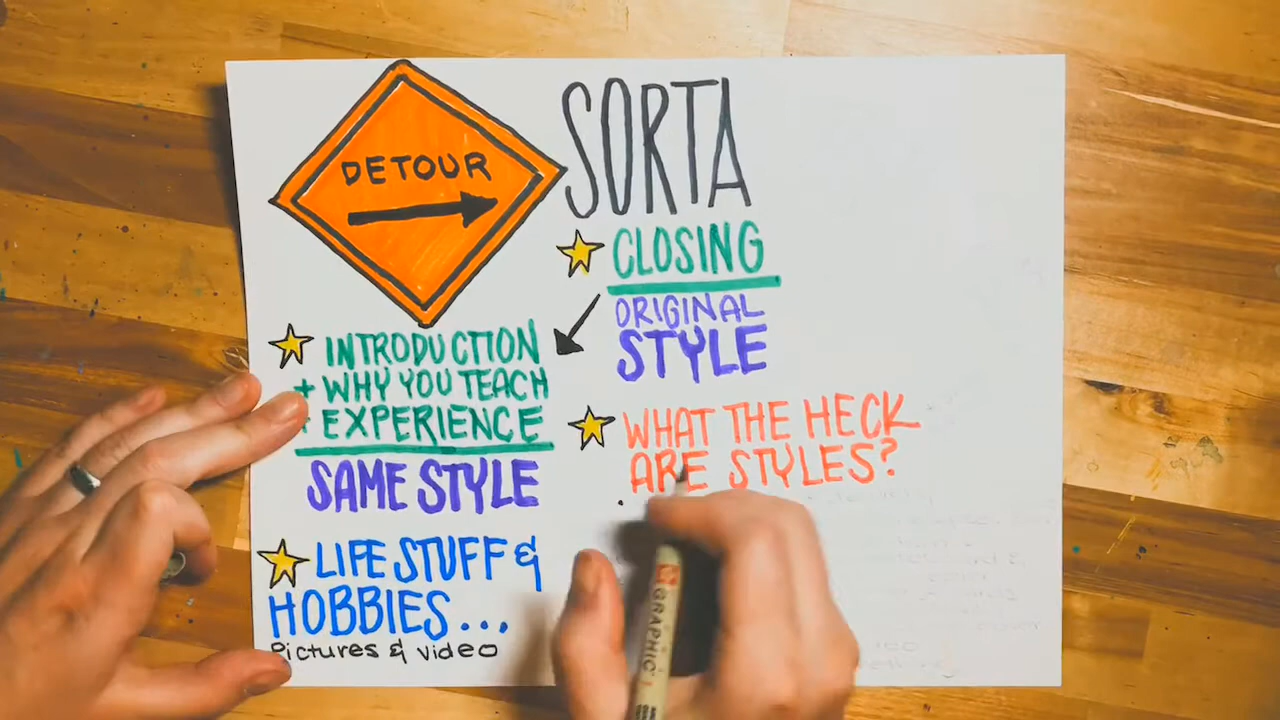 DETOUR
SORTA
CLOSING
ORIGINAL
STYLE
INTRODUCTION
+ WHY YOU TEACH
EXPERIENCE
SAME STYLE
LIFE STUFF &
HOBBIES...
Pictures & video
WHAT THE HECK
ARE STYLES?
GRAPHIC